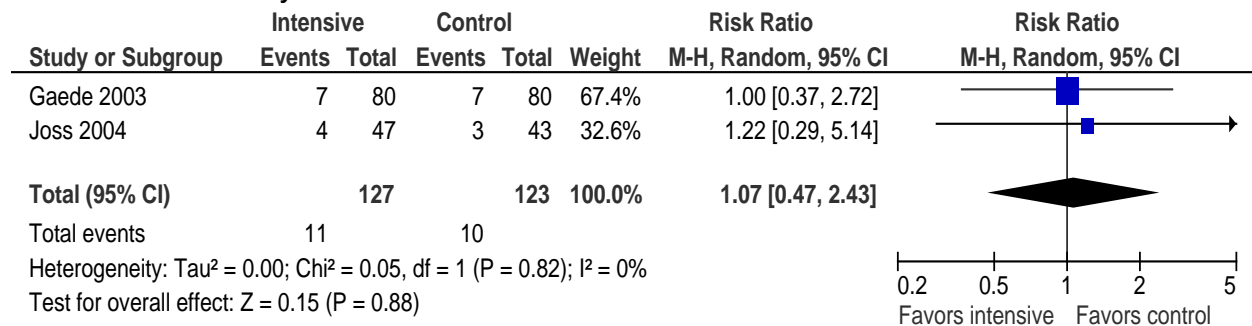 Intensive Control Risk Ratio Risk Ratio
Study or Subgroup Events Total Events Total Weight M-H, Random, 95% CI M-H, Random, 95% CI
Gaede 2003 7 80 7 80 67.4% 1.00 [0.37, 2.72]
Joss 2004 4 47 3 43 32.6% 1.22 [0.29, 5.14]
Total (95% CI) 127 123 100.0% 1.07 [0.47, 2.43]
Total events 11 10
Heterogeneity: Tau² = 0.00; Chi² = 0.05, df = 1 (P = 0.82); I² = 0%
Test for overall effect: Z = 0.15 (P = 0.88)
0.2 0.5 1 2 5
Favors intensive Favors control